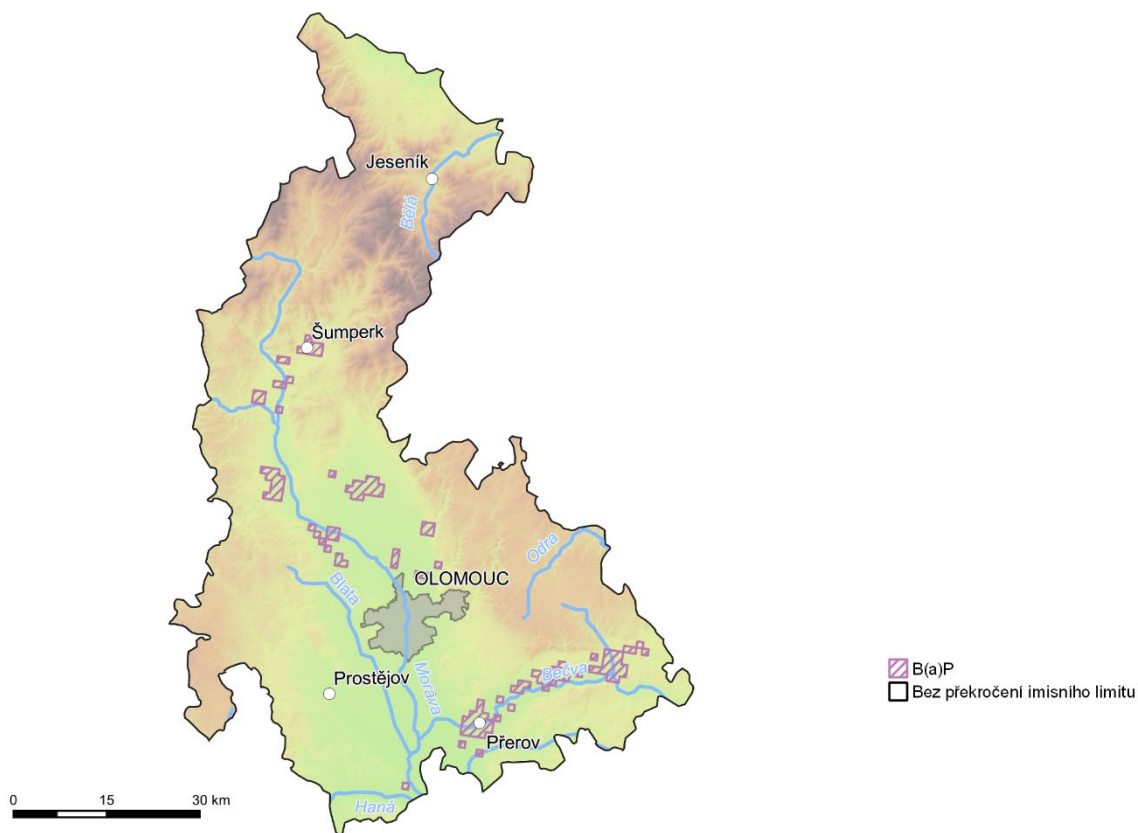 Jeseník
Bělá
Šumperk
Odra
OLOMOUC
Blata
Bečva
B(a)P
Morava
Prostějov
Bez překročení imisního limitu
Přerov
0 15 30 km
Haná